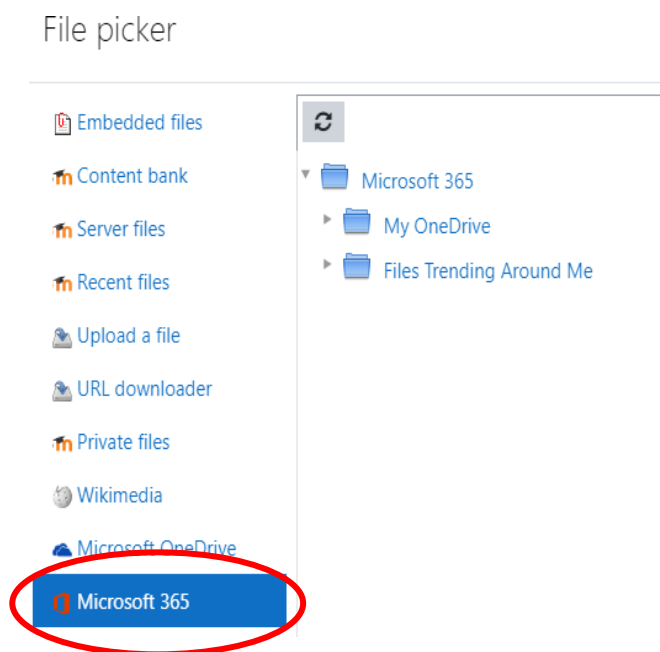 File picker
Embedded files
Content bank
Server files
Recent files
Upload a file
URL downloader
Private files
Wikimedia
Microsoft OneDrive
Microsoft 365
Microsoft 365
My OneDrive
Files Trending Around Me